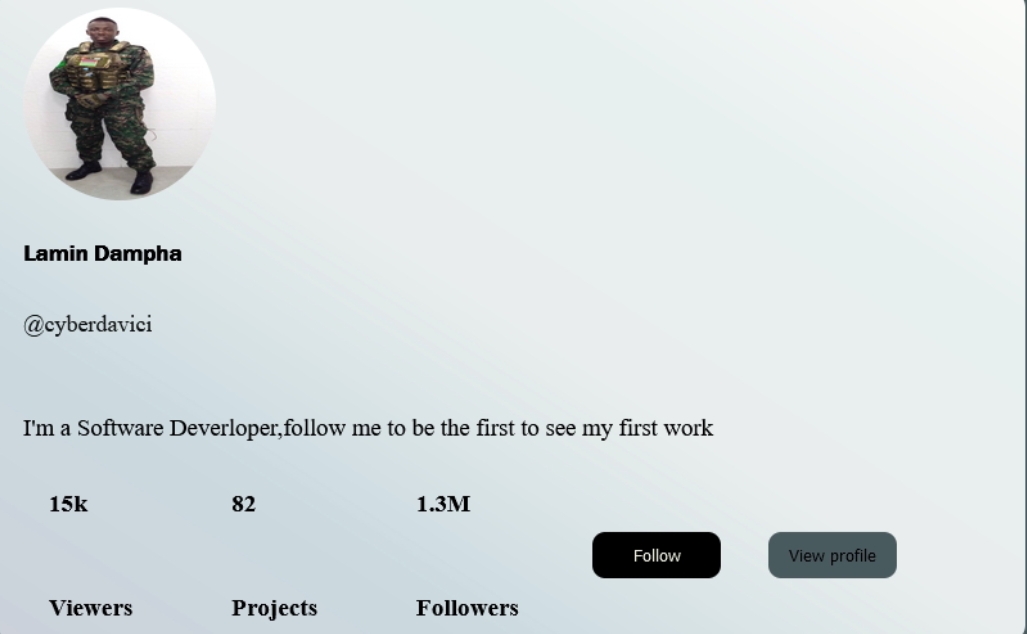 Lamin Dampha
@cyberdavici
I'm a Software Deverloper,follow me to be the first to see my first work
15k 82 1.3M
Follow View profile
Viewers Projects Followers